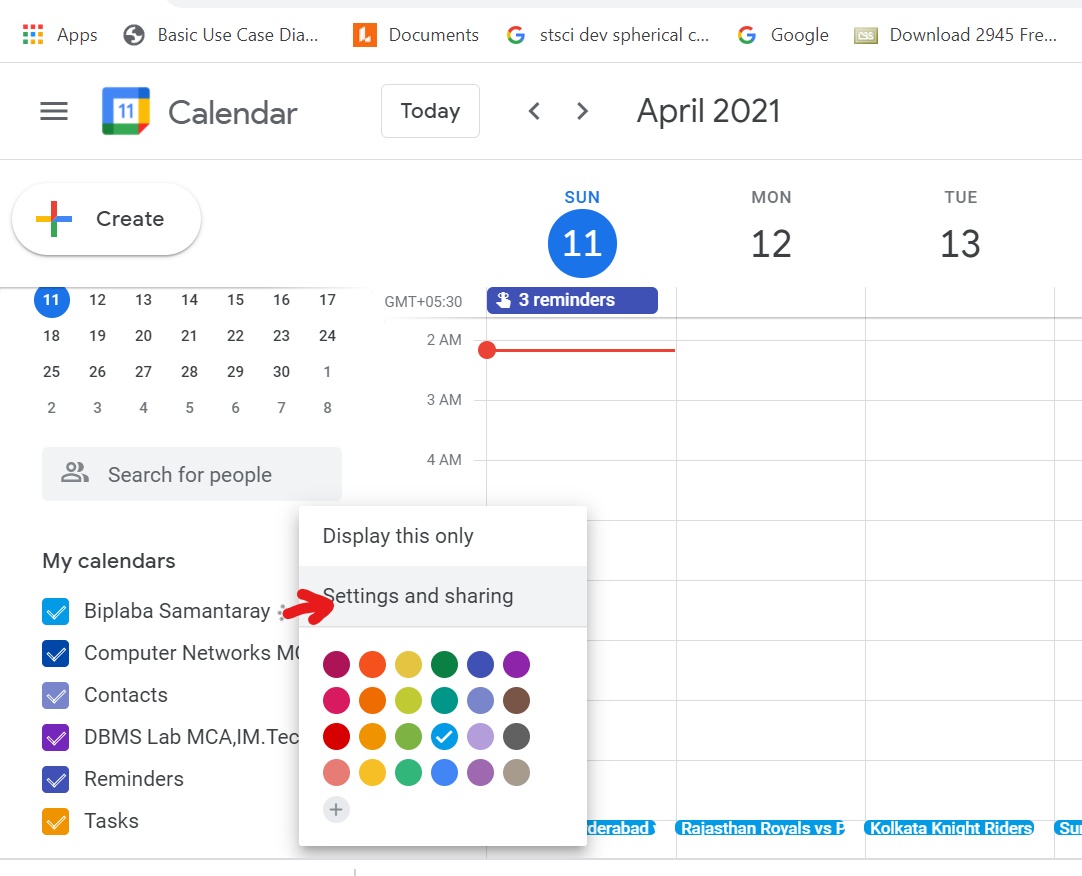 Apps Basic Use Case Dia... Documents stsci dev spherical c... Google CSS Download 2945 Fre...
11 Calendar Today April 2021
Create
SUN MON TUE
11 12 13
11 12 13 14 15 16 17
GMT+05:30 3 reminders
18 19 20 21 22 23 24
2 AM
25 26 27 28 29 30 1
3 AM
2 3 4 5 6 7 8
4 AM
Search for people
Display this only
My calendars
Settings and sharing
Biplaba Samantaray
Computer Networks MC
Contacts
DBMS Lab MCA,IM.Tec
Reminders
Tasks
derabad Rajasthan Royals vs P Kolkata Knight Riders Sun